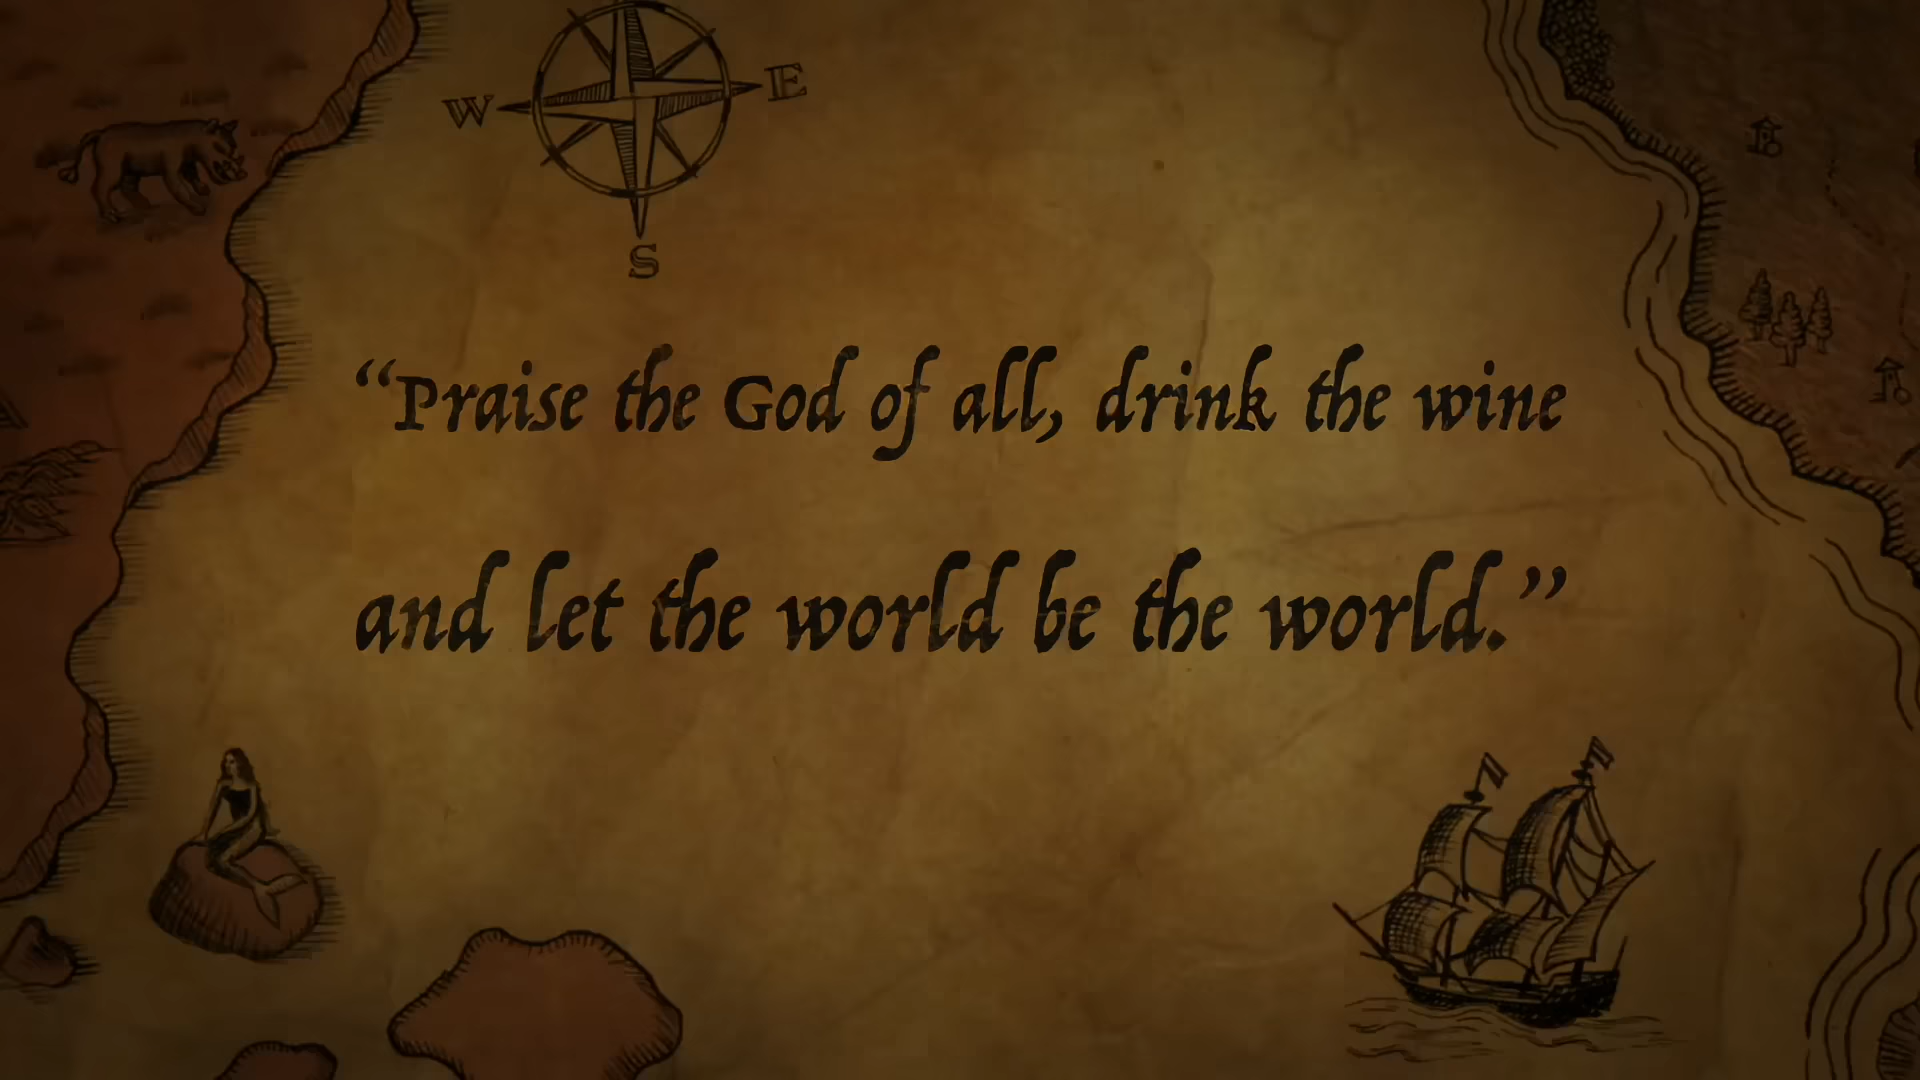 W E
S
“Praise the God of all, drink the wine
and let the world be the world.”